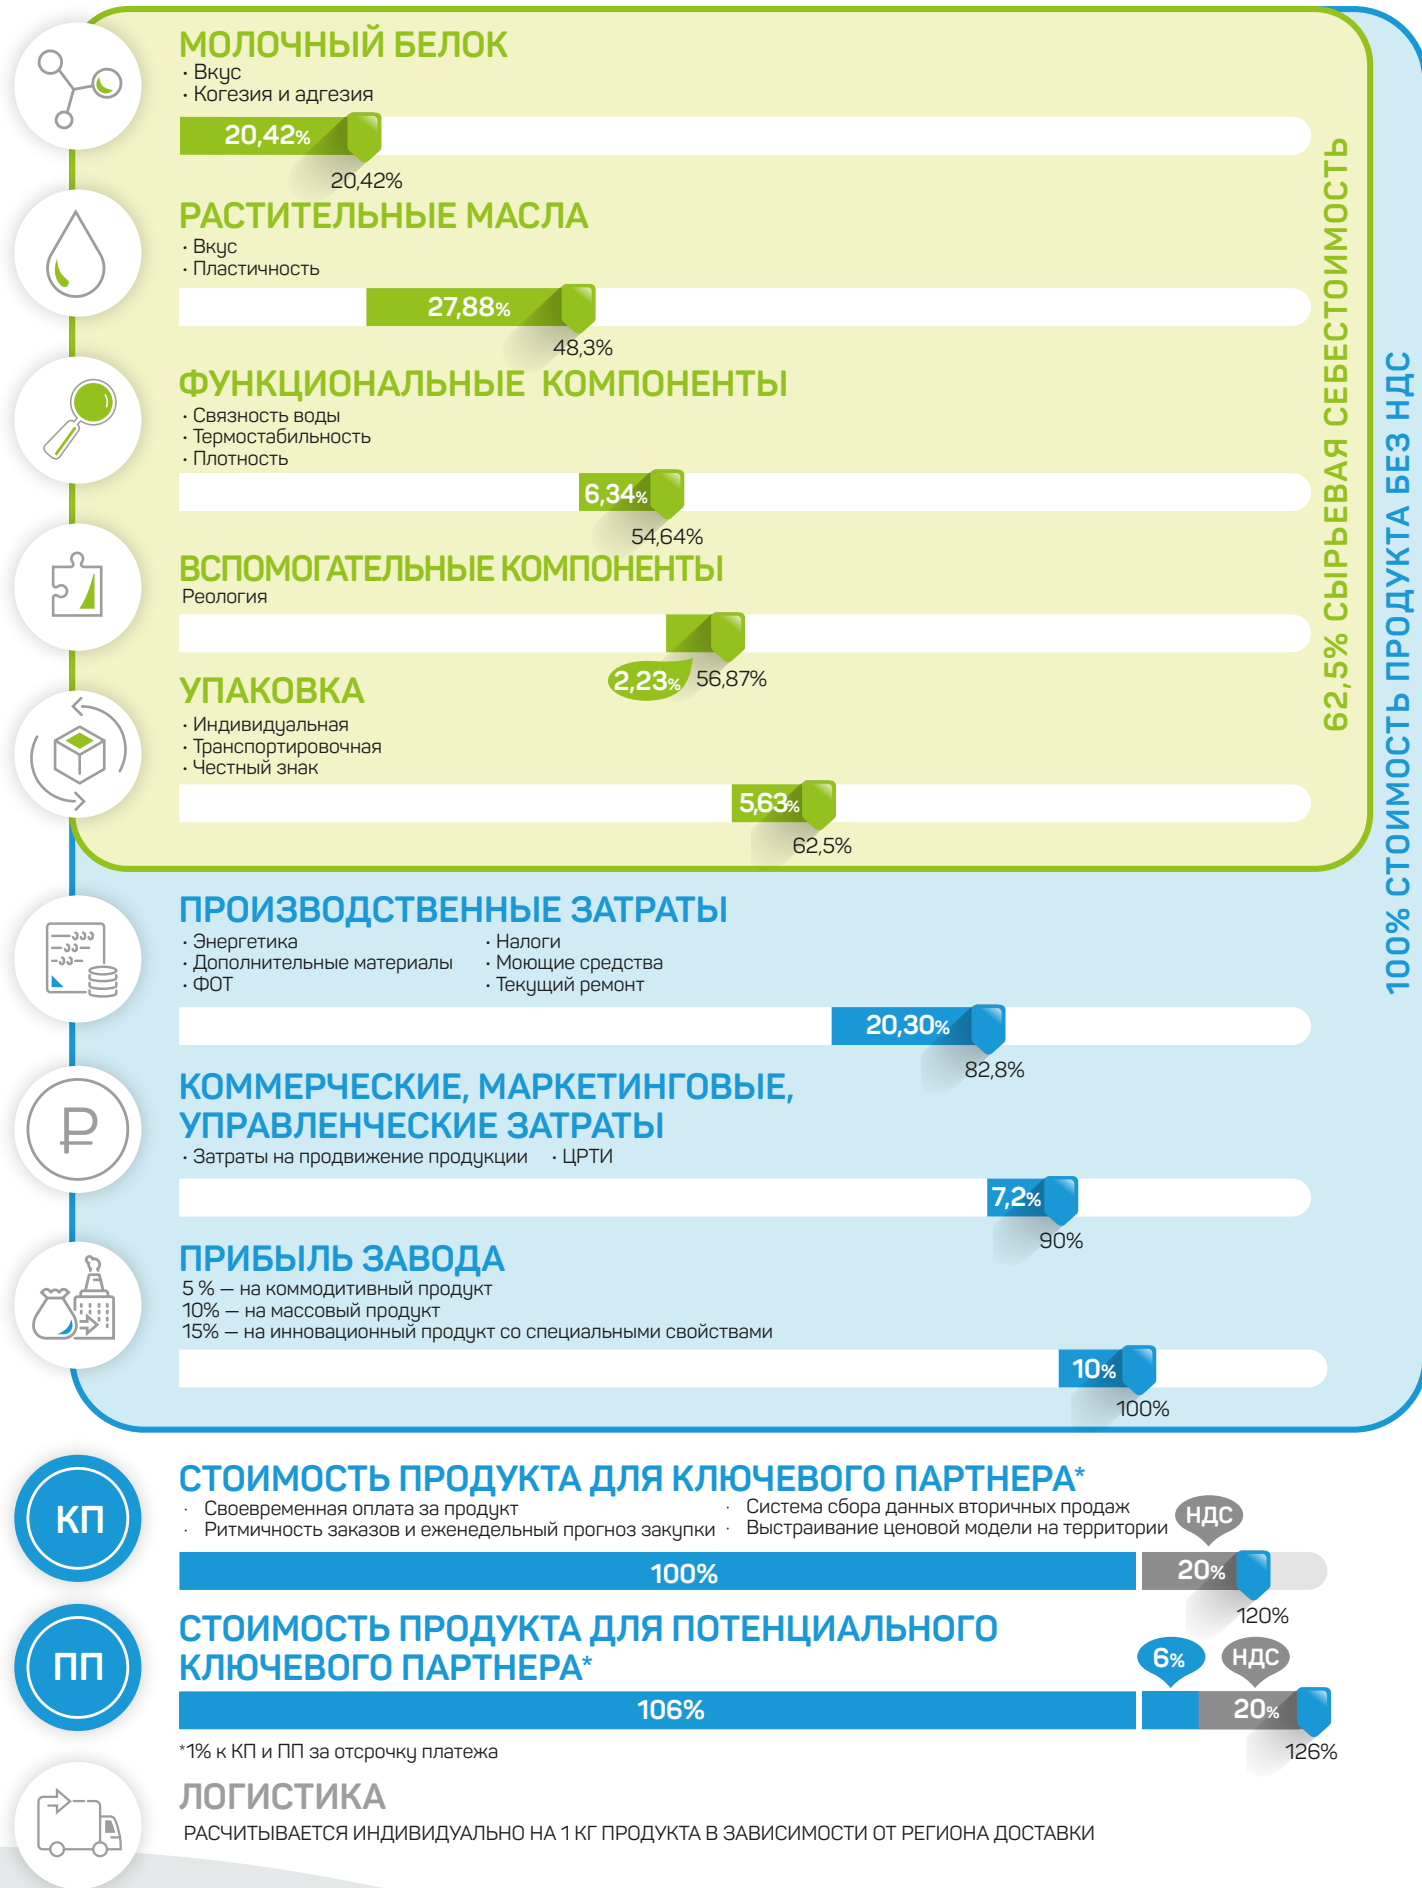 МОЛОЧНЫЙ БЕЛОК
· Вкус
· Когезия и адгезия
20,42%
20,42%
РАСТИТЕЛЬНЫЕ МАСЛА
· Вкус
· Пластичность
27,88%
48,3%
ФУНКЦИОНАЛЬНЫЕ КОМПОНЕНТЫ
· Связность воды
· Термостабильность
· Плотность
6,34%
54,64%
ВСПОМОГАТЕЛЬНЫЕ КОМПОНЕНТЫ
Реология
2,23%
56,87%
УПАКОВКА
· Индивидуальная
· Транспортировочная
· Честный знак
5,63%
62,5%
62,5% СЫРЬЕВАЯ СЕБЕСТОИМОСТЬ
ПРОИЗВОДСТВЕННЫЕ ЗАТРАТЫ
· Энергетика
· Дополнительные материалы
· ФОТ
· Налоги
· Моющие средства
· Текущий ремонт
20,30%
82,8%
КОММЕРЧЕСКИЕ, МАРКЕТИНГОВЫЕ,
УПРАВЛЕНЧЕСКИЕ ЗАТРАТЫ
· Затраты на продвижение продукции · ЦРТИ
7,2%
90%
ПРИБЫЛЬ ЗАВОДА
5 % — на коммодитивный продукт
10% — на массовый продукт
15% — на инновационный продукт со специальными свойствами
10%
100%
100% СТОИМОСТЬ ПРОДУКТА БЕЗ НДС
КП
СТОИМОСТЬ ПРОДУКТА ДЛЯ КЛЮЧЕВОГО ПАРТНЕРА*
· Своевременная оплата за продукт
· Ритмичность заказов и еженедельный прогноз закупки
· Система сбора данных вторичных продаж
· Выстраивание ценовой модели на территории
НДС
100%
20%
120%
ПП
СТОИМОСТЬ ПРОДУКТА ДЛЯ ПОТЕНЦИАЛЬНОГО
КЛЮЧЕВОГО ПАРТНЕРА*
6%
НДС
106%
20%
126%
*1% к КП и ПП за отсрочку платежа
ЛОГИСТИКА
РАСЧИТЫВАЕТСЯ ИНДИВИДУАЛЬНО НА 1 КГ ПРОДУКТА В ЗАВИСИМОСТИ ОТ РЕГИОНА ДОСТАВКИ